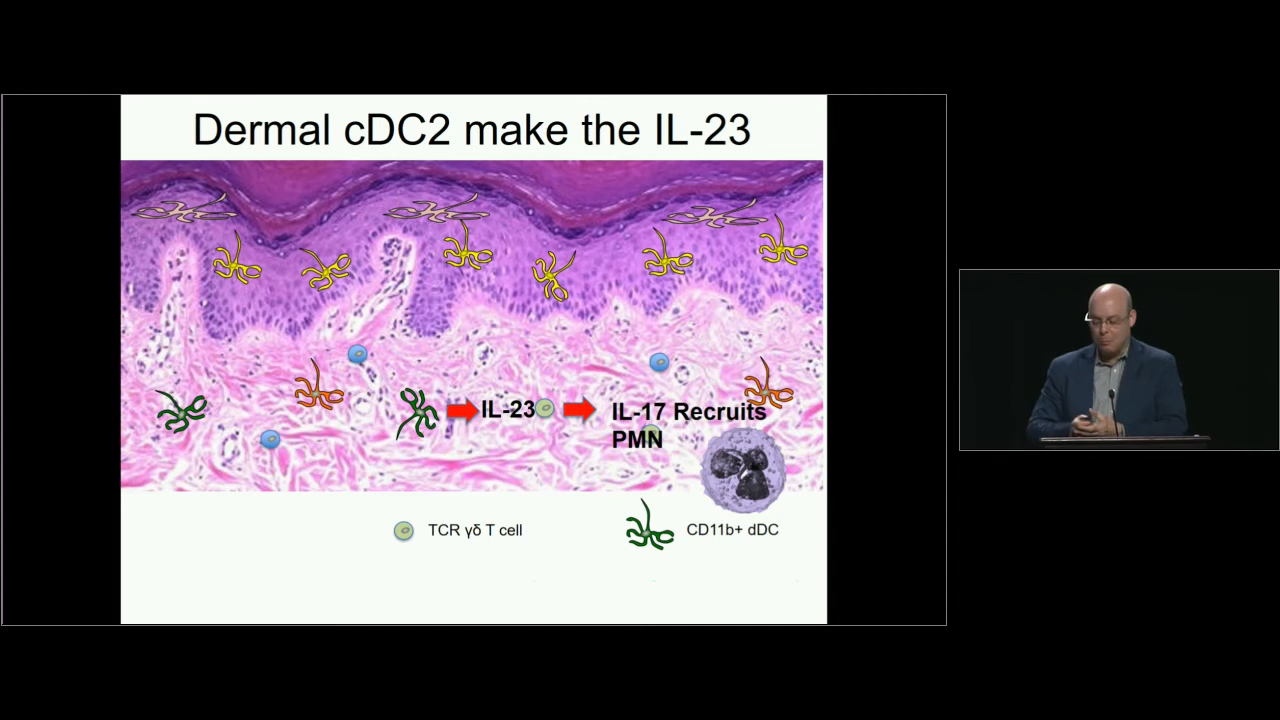 Dermal cDC2 make the IL-23
IL-23
IL-17 Recruits
PMN
TCR γδ T cell
CD11b+ dDC